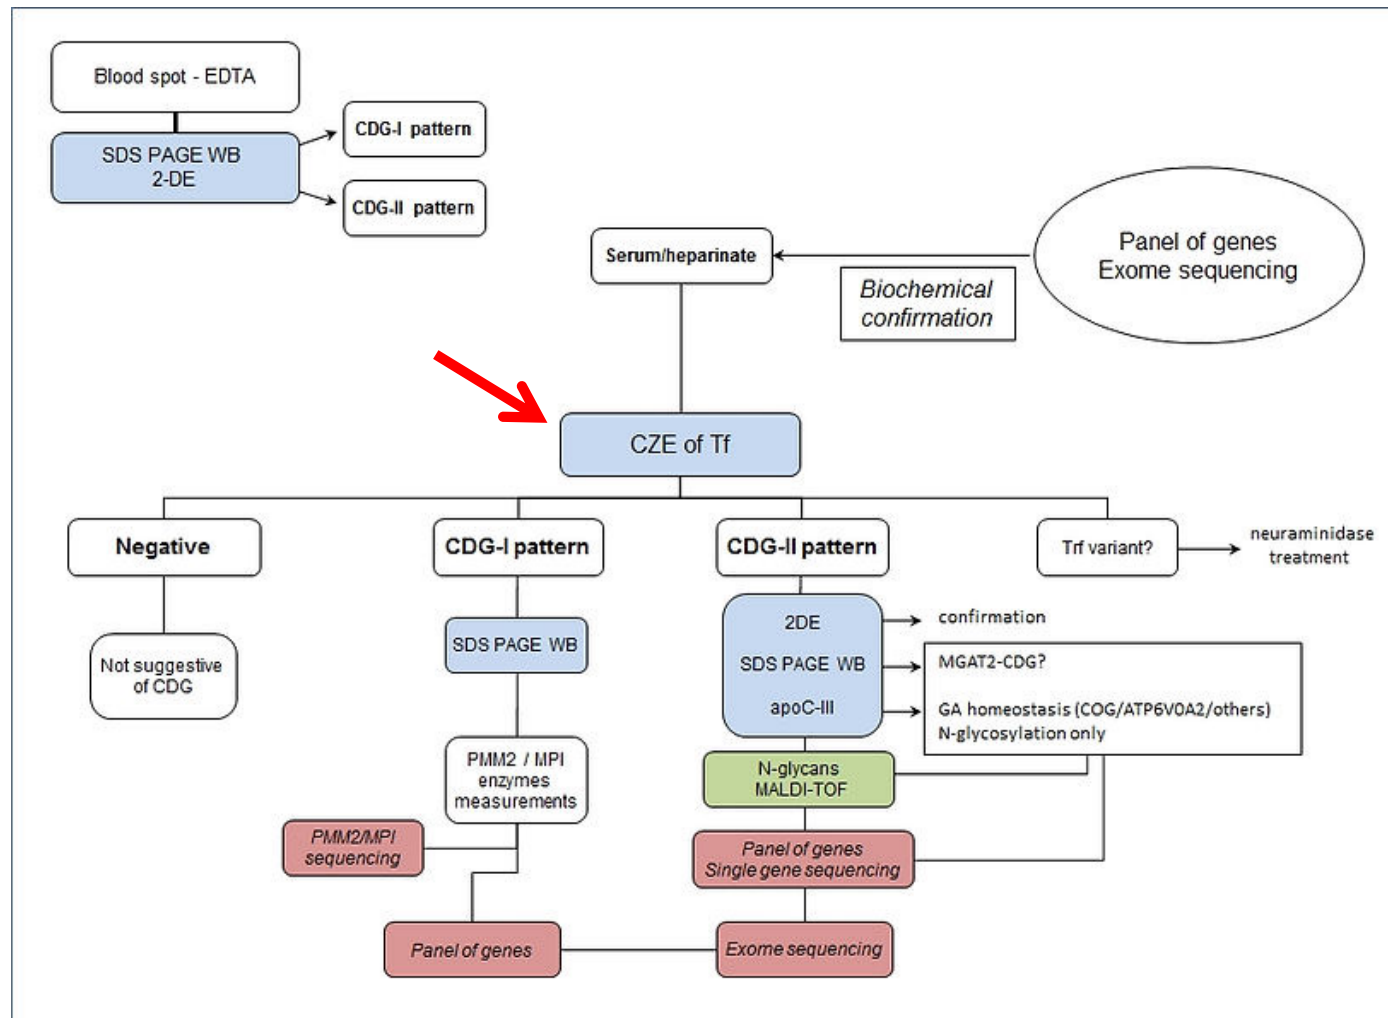 Blood spot - EDTA
SDS PAGE WB
2-DE
CDG-I pattern
CDG-II pattern
Serum/heparinate
Biochemical
confirmation
Panel of genes
Exome sequencing
CZE of Tf
Negative
CDG-I pattern
CDG-II pattern
Trf variant?
neuraminidase
treatment
Not suggestive
of CDG
SDS PAGE WB
PMM2 / MPI
enzymes
measurements
PMM2/MPI
sequencing
Panel of genes
2DE
SDS PAGE WB
apoC-III
confirmation
MGAT2-CDG?
GA homeostasis (COG/ATP6V0A2/others)
N-glycosylation only
N-glycans
MALDI-TOF
Panel of genes
Single gene sequencing
Exome sequencing